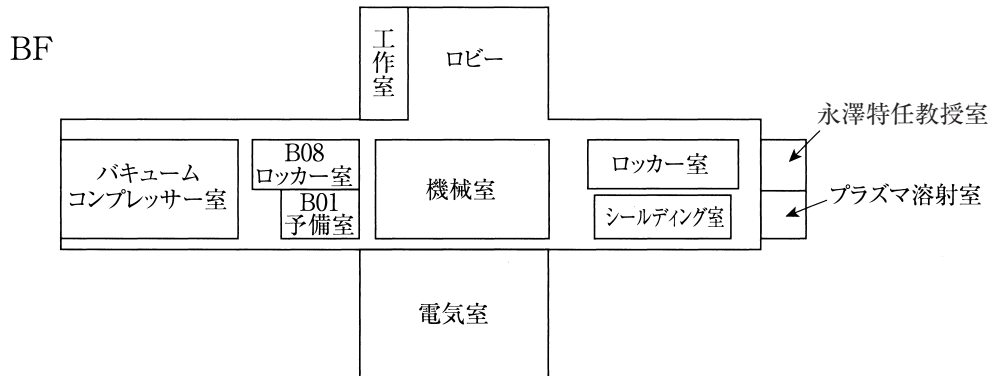 BF
工
作
室
ロビー
永澤特任教授室
バキューム
コンプレッサー室
B08
ロッカー室
B01
予備室
機械室
ロッカー室
シールディング室
プラズマ溶射室
電気室